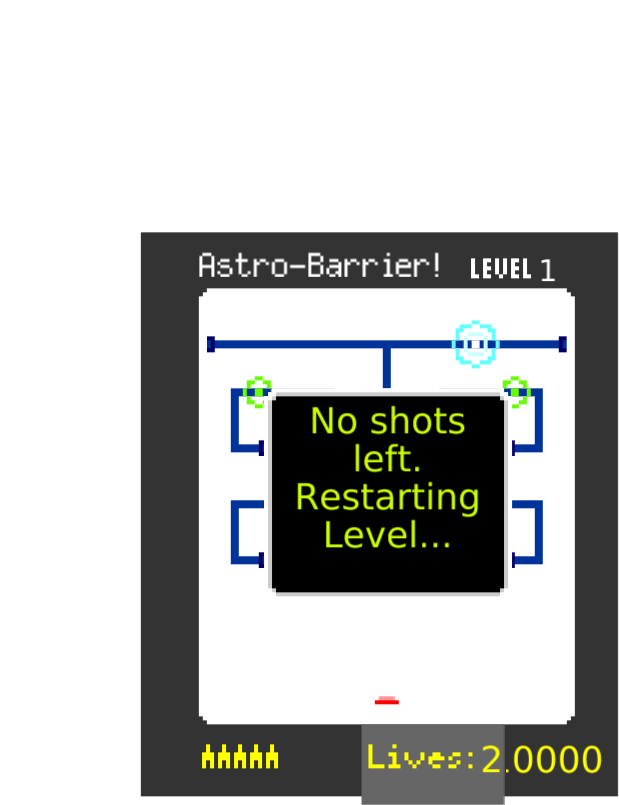 Astro-Barrier! LEVEL 1
No shots
left.
Restarting
Level...
Lives:2.0000